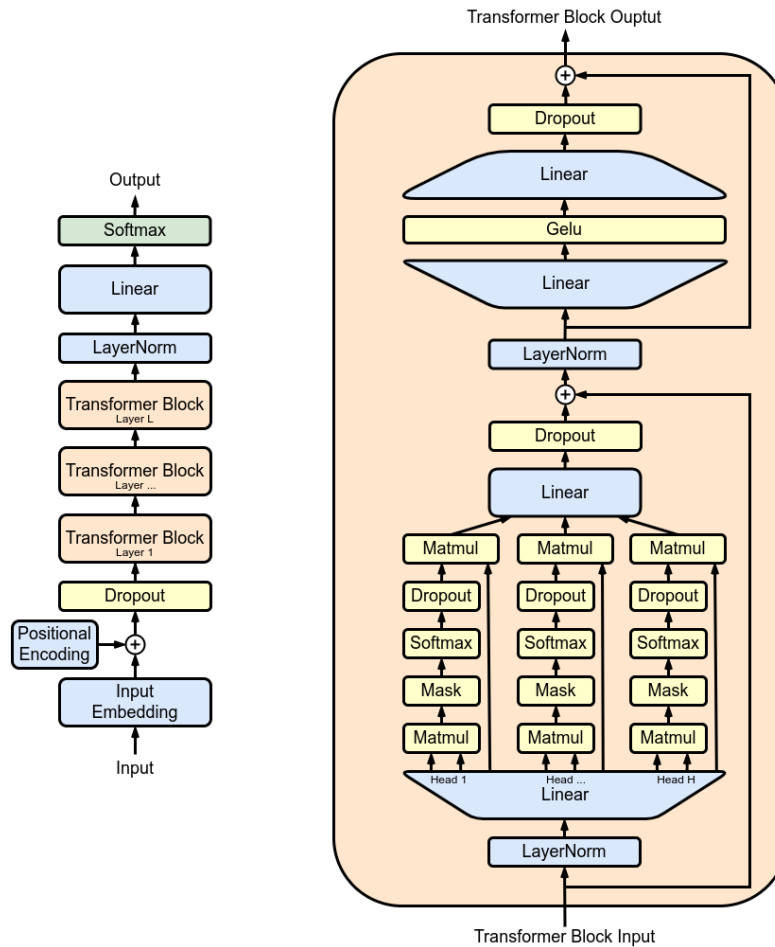 Output
Softmax
Linear
LayerNorm
Transformer Block
Layer L
Transformer Block
Layer ...
Transformer Block
Layer 1
Dropout
Positional
Encoding
+
Input
Embedding
Input
Transformer Block Ouptut
+
Dropout
Linear
Gelu
Linear
LayerNorm
+
Dropout
Linear
Matmul Matmul Matmul
Dropout Dropout Dropout
Softmax Softmax Softmax
Mask Mask Mask
Matmul Matmul Matmul
Head 1 Head ... Head H
Linear
LayerNorm
Transformer Block Input